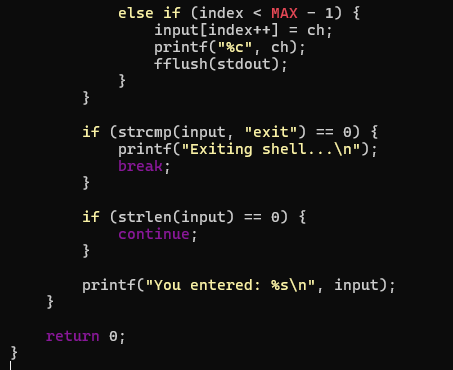 else if (index < MAX - 1) {
                input[index++] = ch;
                printf("%c", ch);
                fflush(stdout);
            }
        }

        if (strcmp(input, "exit") == 0) {
            printf("Exiting shell...\n");
            break;
        }

        if (strlen(input) == 0) {
            continue;
        }

        printf("You entered: %s\n", input);
    }

    return 0;
}